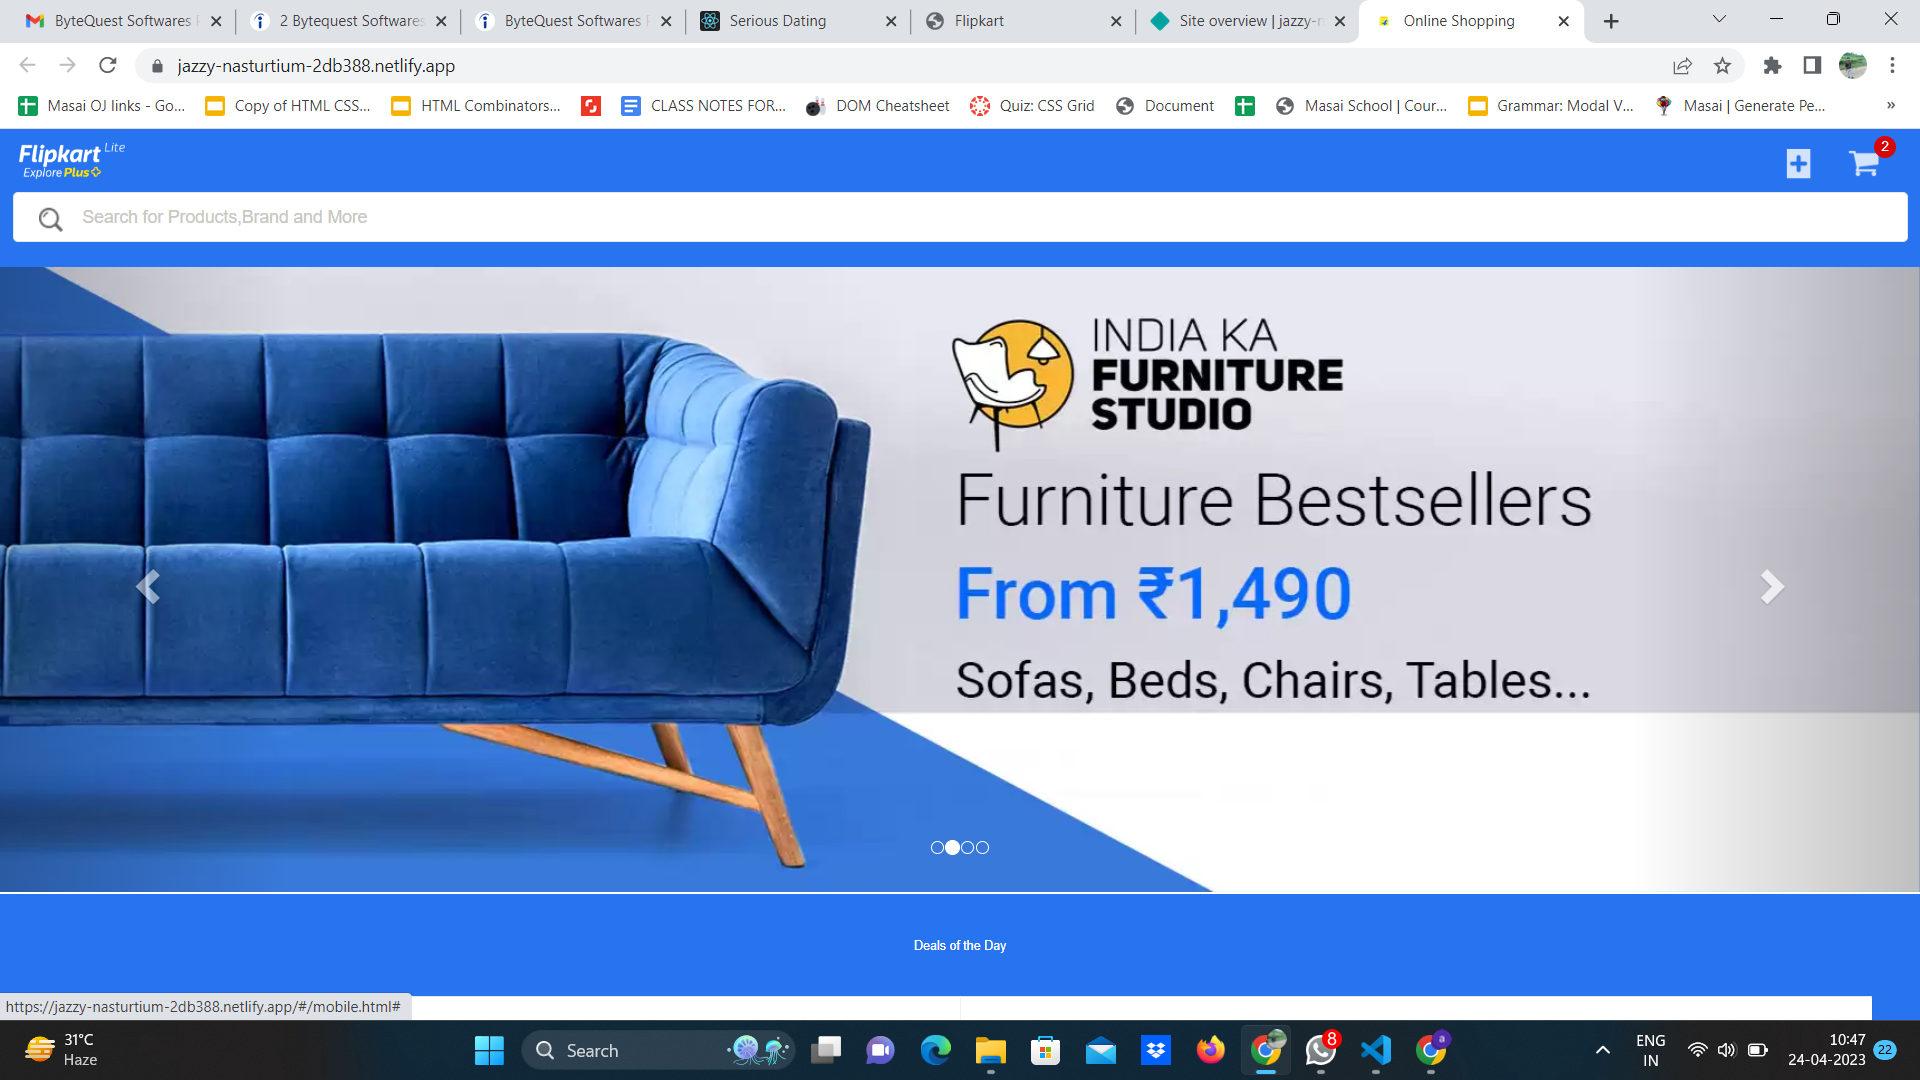 ByteQuest Softwares
2 Bytequest Softwares
ByteQuest Softwares
Serious Dating
Flipkart
Site overview | jazzy-n
Online Shopping
jazzy-nasturtium-2db388.netlify.app
Masai OJ links - Go...
Copy of HTML CSS...
HTML Combinators...
CLASS NOTES FOR...
DOM Cheatsheet
Quiz: CSS Grid
Document
Masai School | Cour...
Grammar: Modal V...
Masai | Generate Pe...
»
Flipkart Lite
Explore Plus
2
Search for Products,Brand and More
INDIA KA
FURNITURE
STUDIO
Furniture Bestsellers
From ₹1,490
Sofas, Beds, Chairs, Tables...
Deals of the Day
https://jazzy-nasturtium-2db388.netlify.app/#/mobile.html#
31°C
Haze
Search
8
a
ENG
IN
10:47
24-04-2023
22